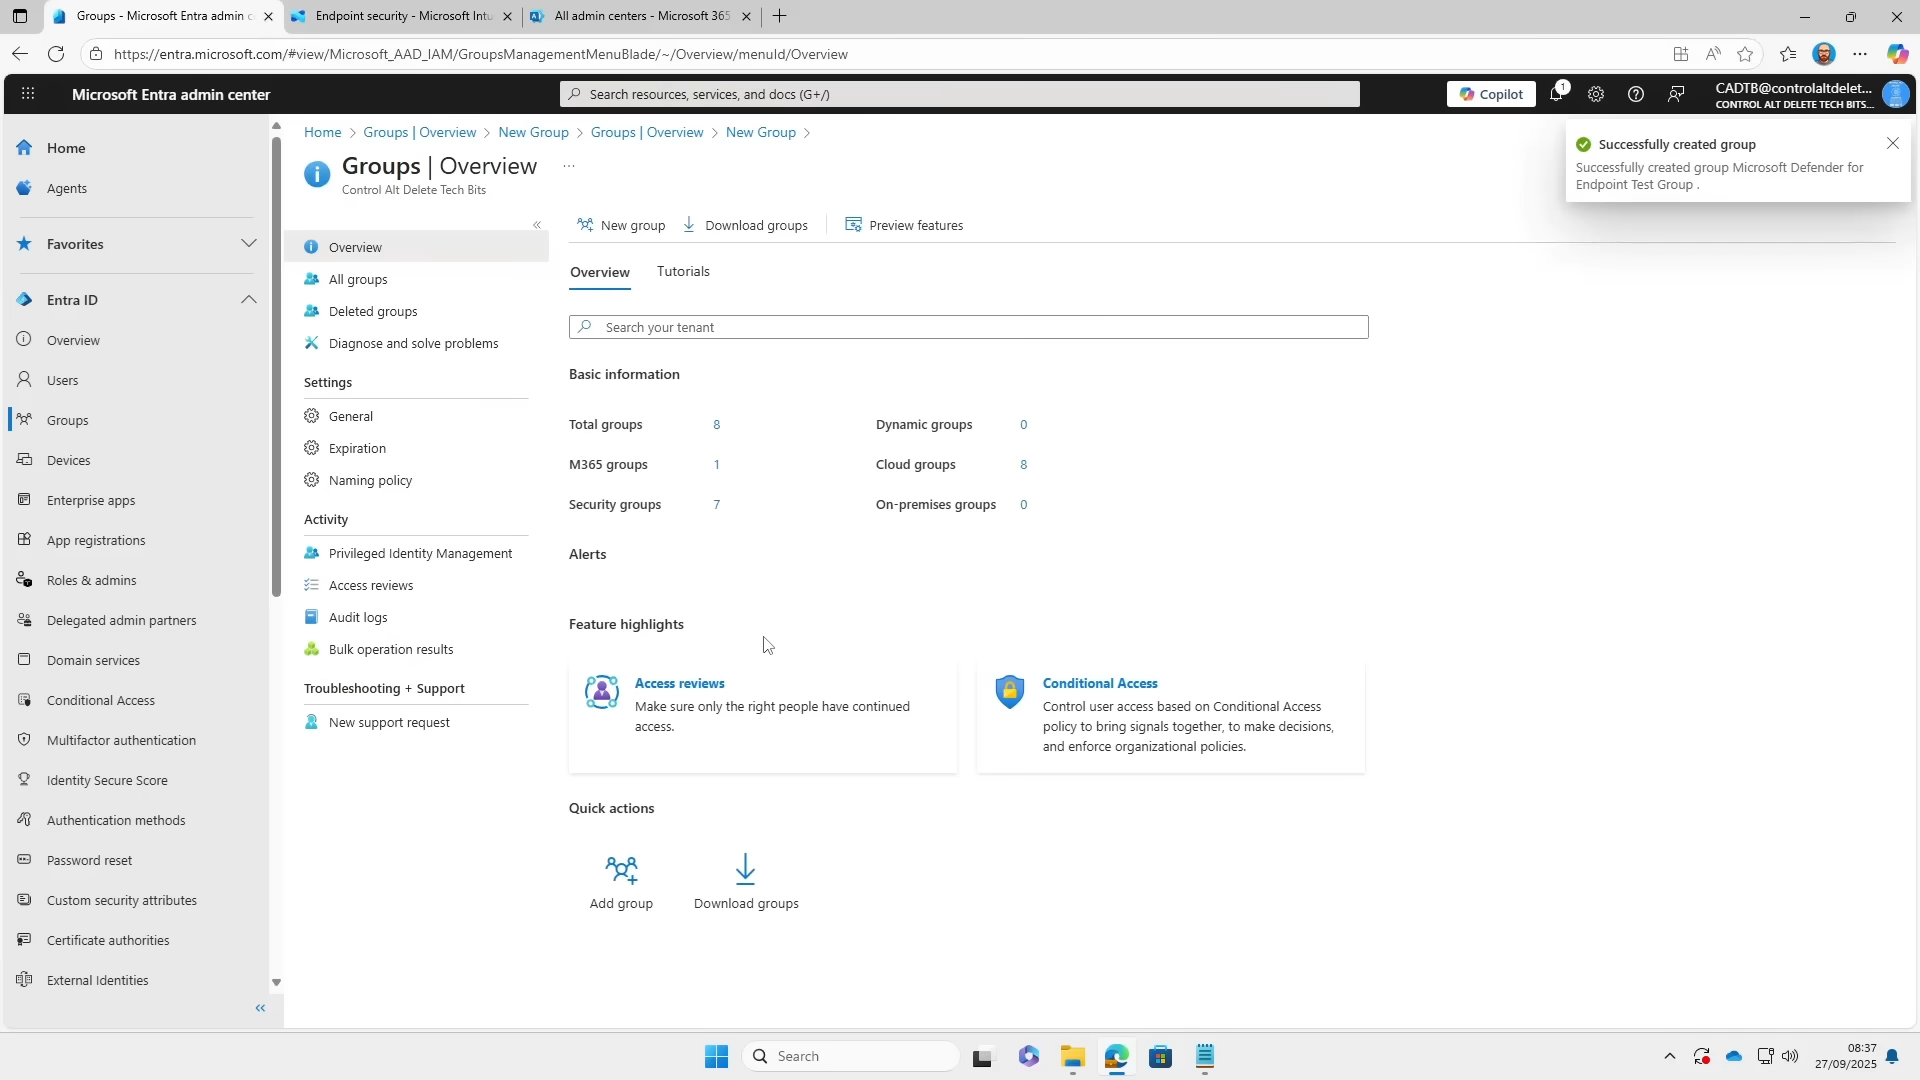 Groups - Microsoft Entra admin c
Endpoint security - Microsoft Intu
All admin centers - Microsoft 365
https://entra.microsoft.com/#view/Microsoft_AAD_IAM/GroupsManagementMenuBlade/~/Overview/menuId/Overview
Microsoft Entra admin center
Search resources, services, and docs (G+/)
Copilot
1
CADTB@controlaltdelet...
CONTROL ALT DELETE TECH BITS...
Home
Agents
Favorites
Entra ID
Overview
Users
Groups
Devices
Enterprise apps
App registrations
Roles & admins
Delegated admin partners
Domain services
Conditional Access
Multifactor authentication
Identity Secure Score
Authentication methods
Password reset
Custom security attributes
Certificate authorities
External Identities
Home > Groups | Overview > New Group > Groups | Overview > New Group >
Groups | Overview ...
Control Alt Delete Tech Bits
Overview
All groups
Deleted groups
Diagnose and solve problems
Settings
General
Expiration
Naming policy
Activity
Privileged Identity Management
Access reviews
Audit logs
Bulk operation results
Troubleshooting + Support
New support request
New group
Download groups
Preview features
Overview
Tutorials
Search your tenant
Basic information
Total groups 8 Dynamic groups 0
M365 groups 1 Cloud groups 8
Security groups 7 On-premises groups 0
Alerts
Feature highlights
Access reviews
Make sure only the right people have continued
access.
Conditional Access
Control user access based on Conditional Access
policy to bring signals together, to make decisions,
and enforce organizational policies.
Quick actions
Add group
Download groups
Successfully created group
Successfully created group Microsoft Defender for
Endpoint Test Group .
Search
08:37
27/09/2025